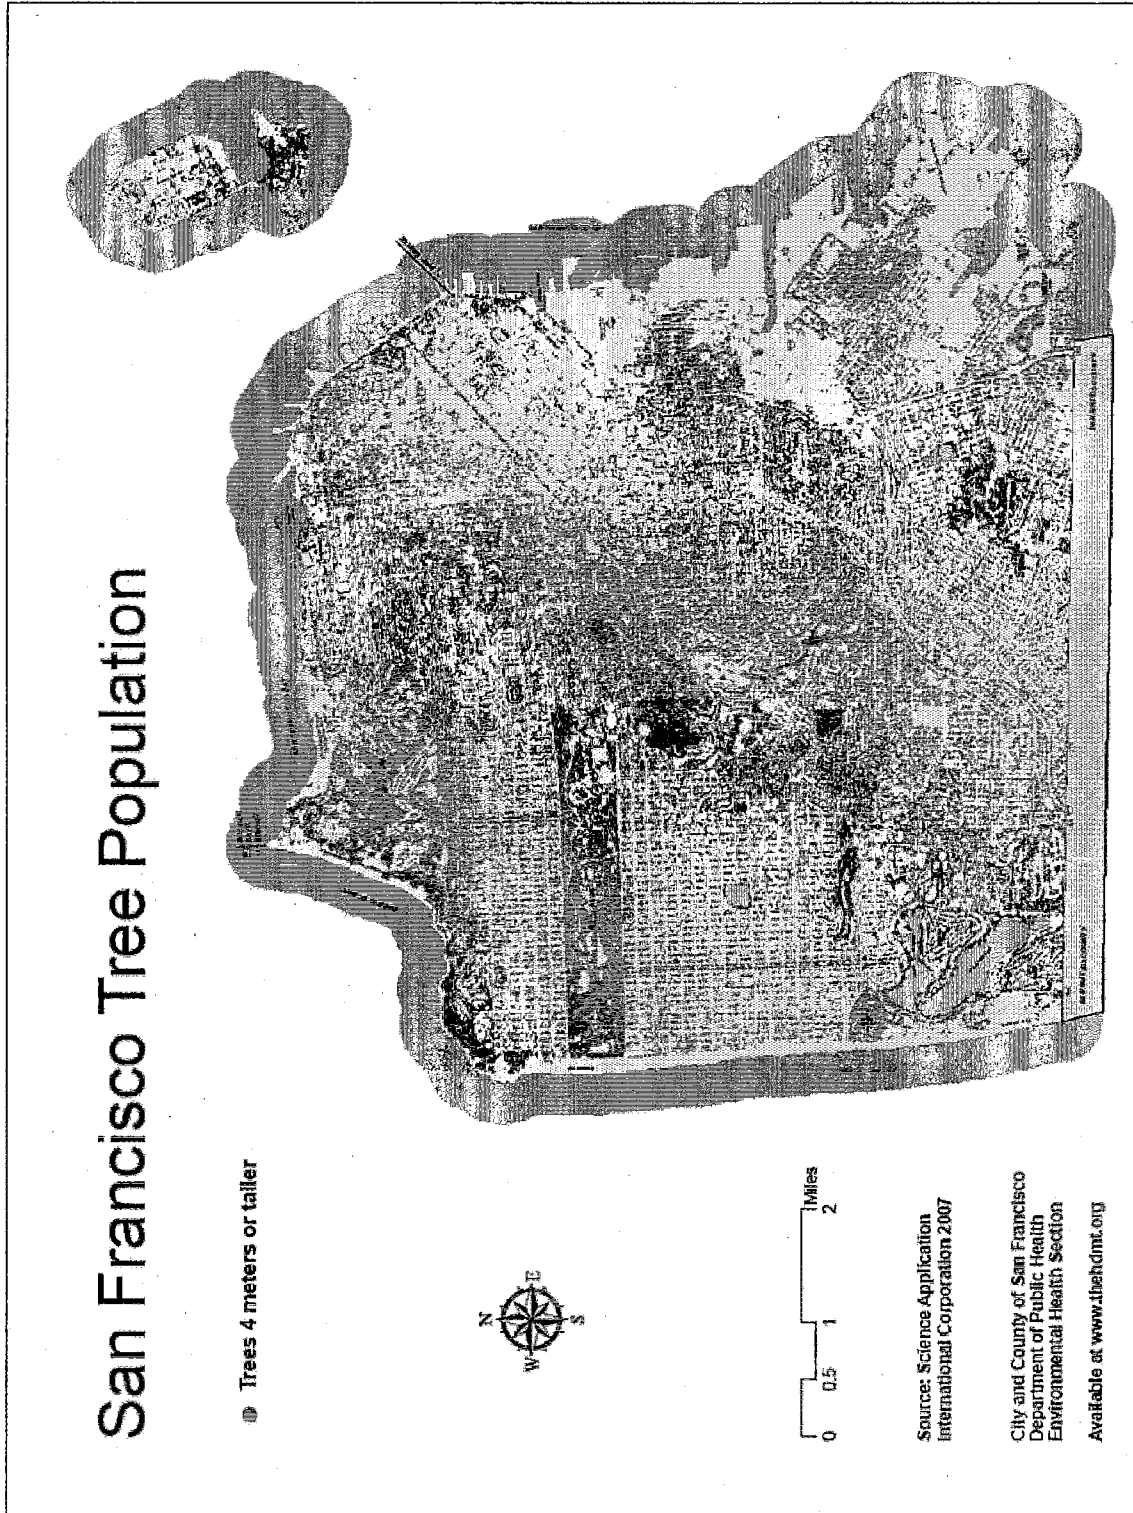 San Francisco Tree Population
Trees 4 meters or taller
N
W
E
S
0
0.5
1
2
Miles
Source: Science Application
International Corporation 2007
City and County of San Francisco
Department of Public Health
Environmental Health Section
Available at www.thehdmt.org